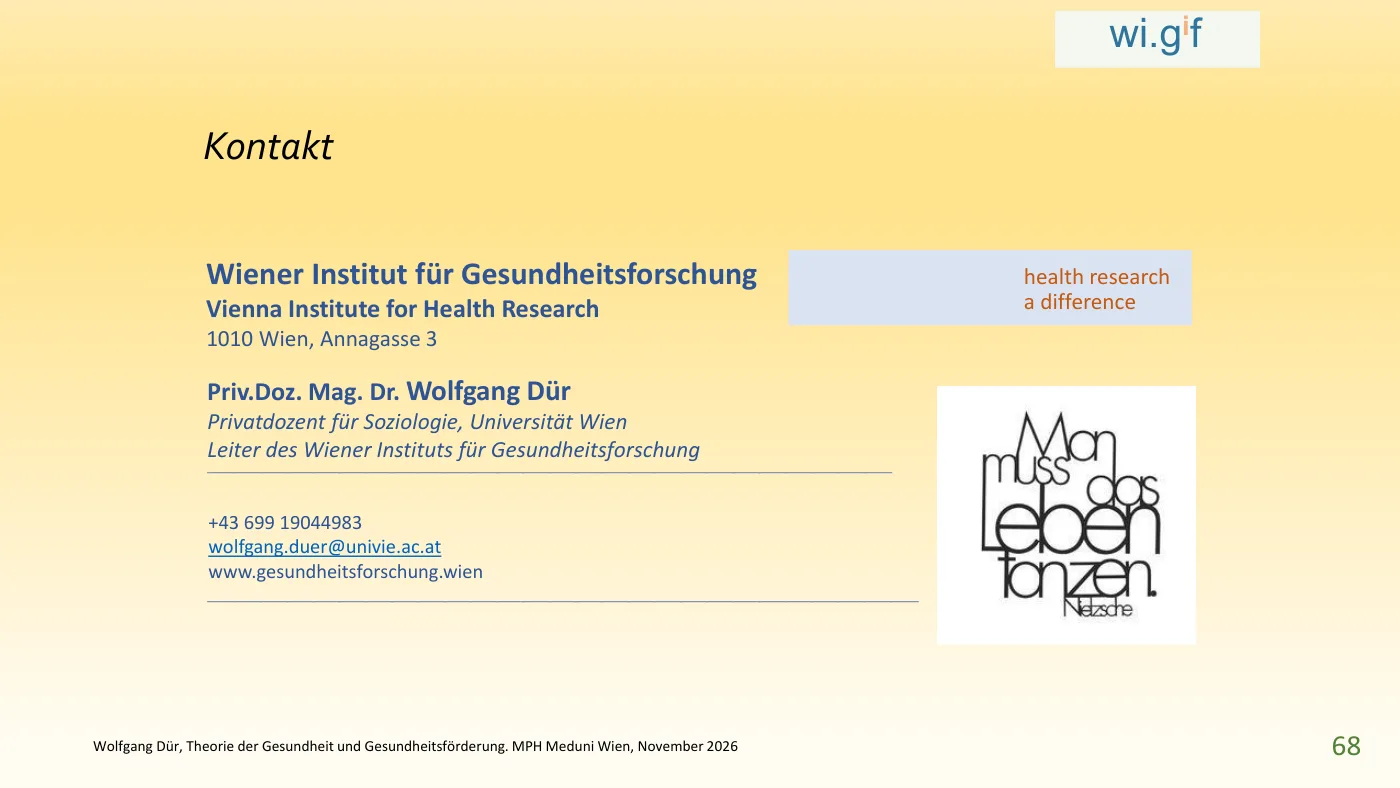 wi.gif
Kontakt
Wiener Institut für Gesundheitsforschung
Vienna Institute for Health Research
1010 Wien, Annagasse 3
health research
a difference
Priv.Doz. Mag. Dr. Wolfgang Dür
Privatdozent für Soziologie, Universität Wien
Leiter des Wiener Instituts für Gesundheitsforschung
+43 699 19044983
wolfgang.duer@univie.ac.at
www.gesundheitsforschung.wien
Man
muss
das
Leben
tanzen.
Nietzsche
Wolfgang Dür, Theorie der Gesundheit und Gesundheitsförderung. MPH Meduni Wien, November 2026
68